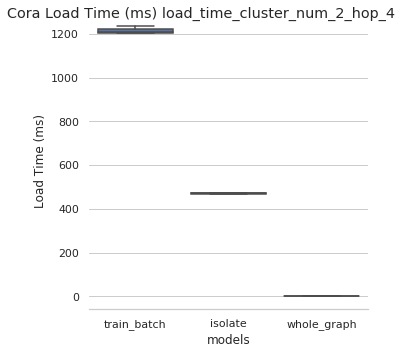 Cora Load Time (ms) load_time_cluster_num_2_hop_4
1200
1000
800
600
400
200
0
Load Time (ms)
train_batch
isolate
whole_graph
models